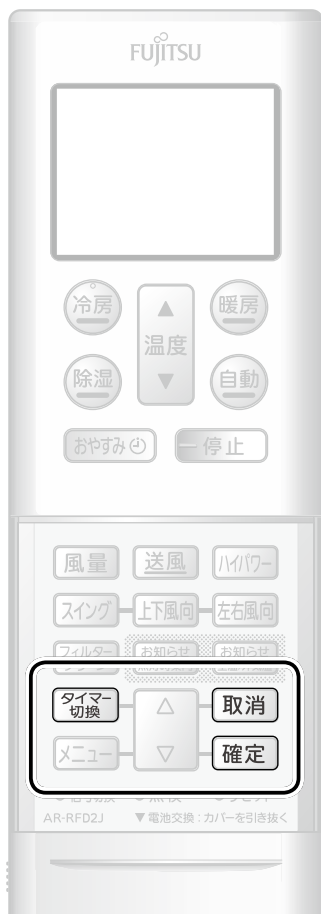 FUJITSU
冷房
▲
温度
▼
暖房
除湿
自動
おやすみ
停止
風量
送風
ハイパワー
スイング
上下風向
左右風向
フィルター
お知らせ
お知らせ
タイマー
切換
△
取消
メニュー
▽
確定
AR-RFD2J
▼電池交換：カバーを引き抜く